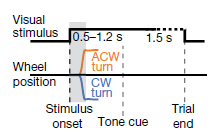 Visual
stimulus
0.5–1.2 s
1.5 s
ACW
turn
Wheel
position
CW
turn
Stimulus
onset
Tone cue
Trial
end